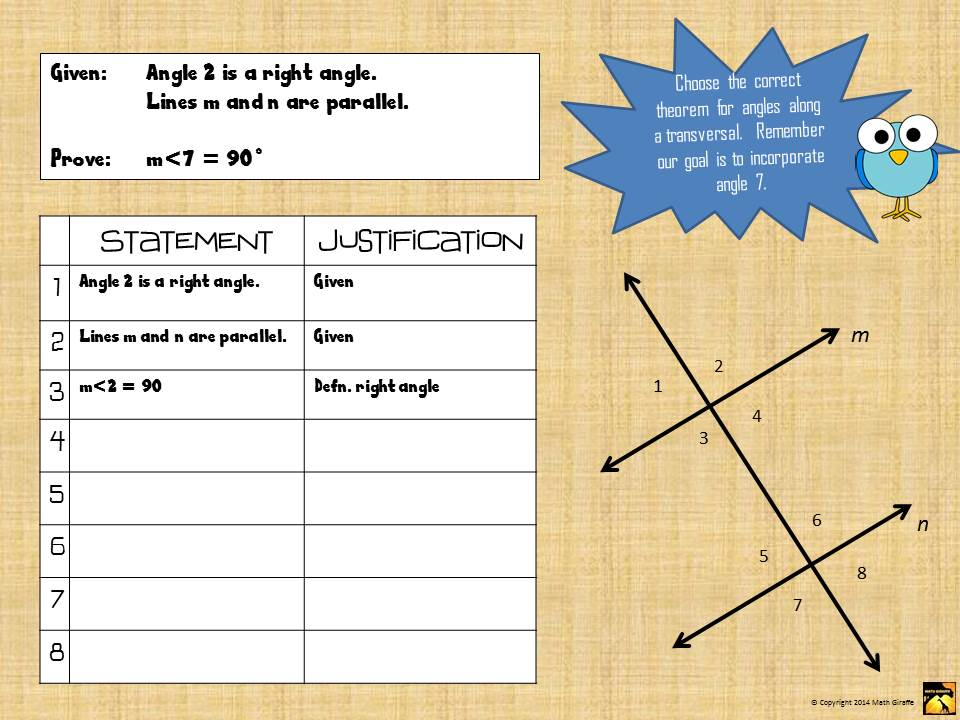 Given: Angle 2 is a right angle.
Lines m and n are parallel.
Prove: m<7 = 90°
Choose the correct
theorem for angles along
a transversal. Remember
our goal is to incorporate
angle 7.
Statement Justification
1 Angle 2 is a right angle. Given
2 Lines m and n are parallel. Given
3 m<2 = 90 Defn. right angle
4
5
6
7
8
m
2
1
4
3
6
n
5
8
7
© Copyright 2014 Math Giraffe
MATH GIRAFFE